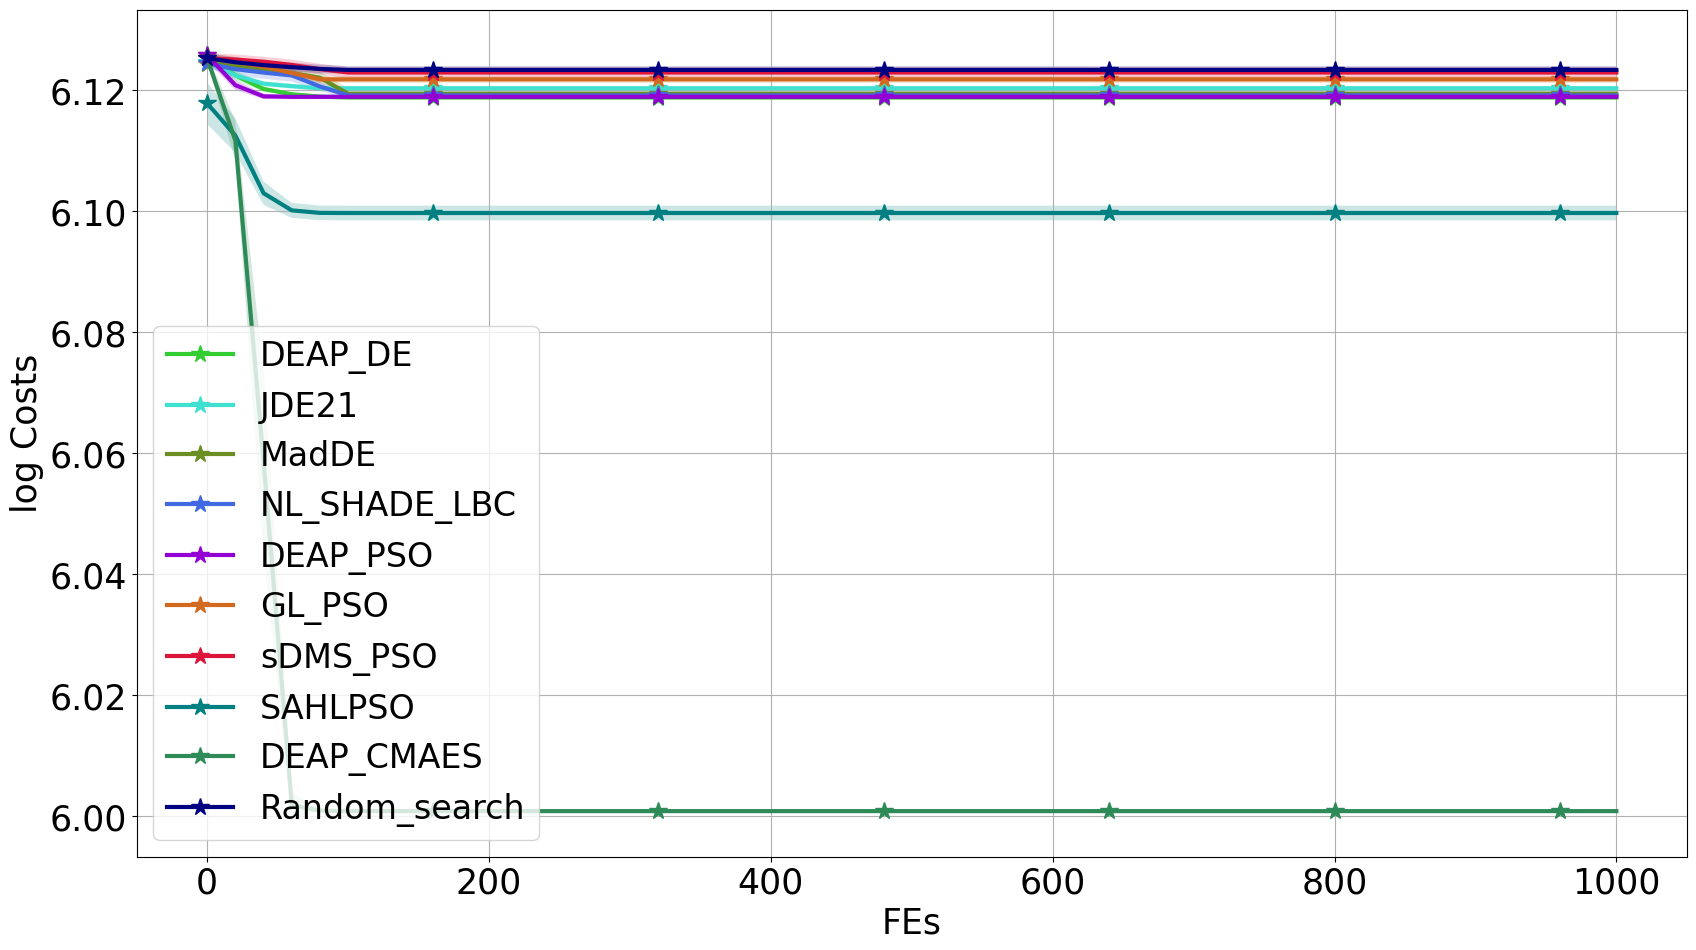 log Costs
6.12
6.10
6.08
6.06
6.04
6.02
6.00
DEAP_DE
JDE21
MadDE
NL_SHADE_LBC
DEAP_PSO
GL_PSO
sDMS_PSO
SAHLPSO
DEAP_CMAES
Random_search
0 200 400 600 800 1000
FEs